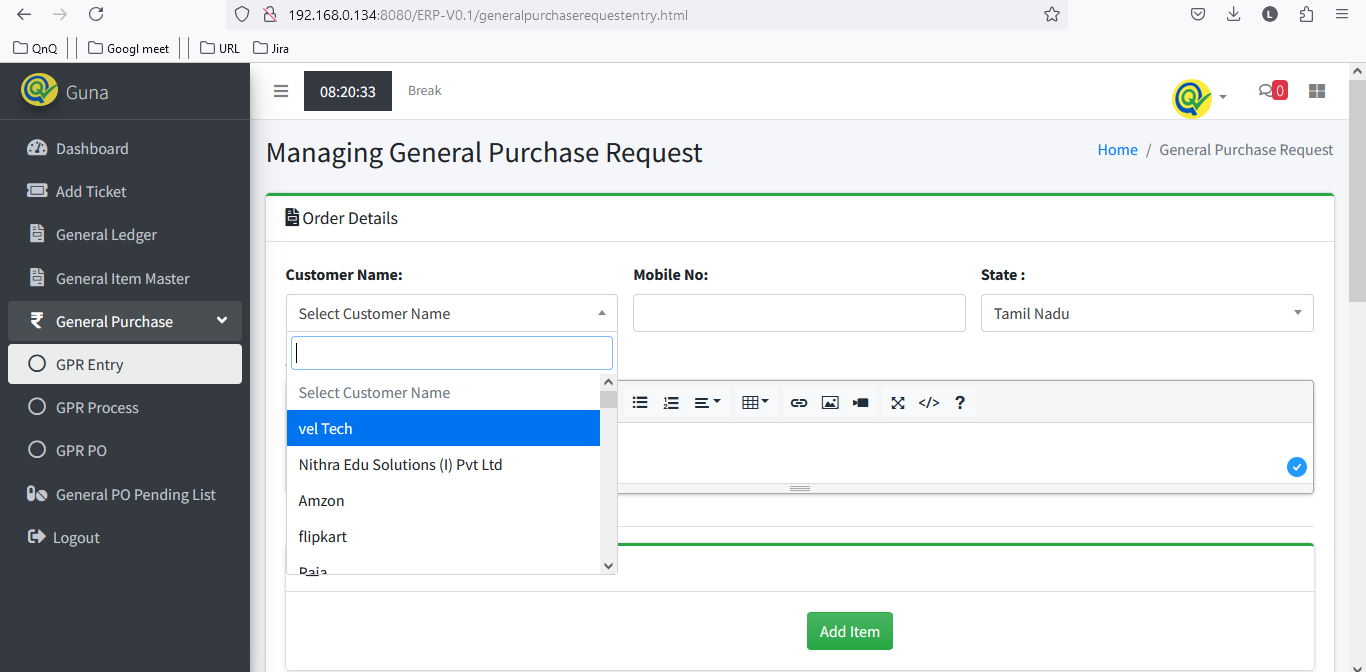 192.168.0.134:8080/ERP-V0.1/generalpurchaserequestentry.html
L
QnQ
Googl meet
URL
Jira
Guna
08:20:33
Break
0
Dashboard
Add Ticket
General Ledger
General Item Master
General Purchase
GPR Entry
GPR Process
GPR PO
General PO Pending List
Logout
Managing General Purchase Request
Home / General Purchase Request
Order Details
Customer Name:
Mobile No:
State :
Select Customer Name
Tamil Nadu
Select Customer Name
vel Tech
Nithra Edu Solutions (I) Pvt Ltd
Amzon
flipkart
Raja
</>
?
Add Item